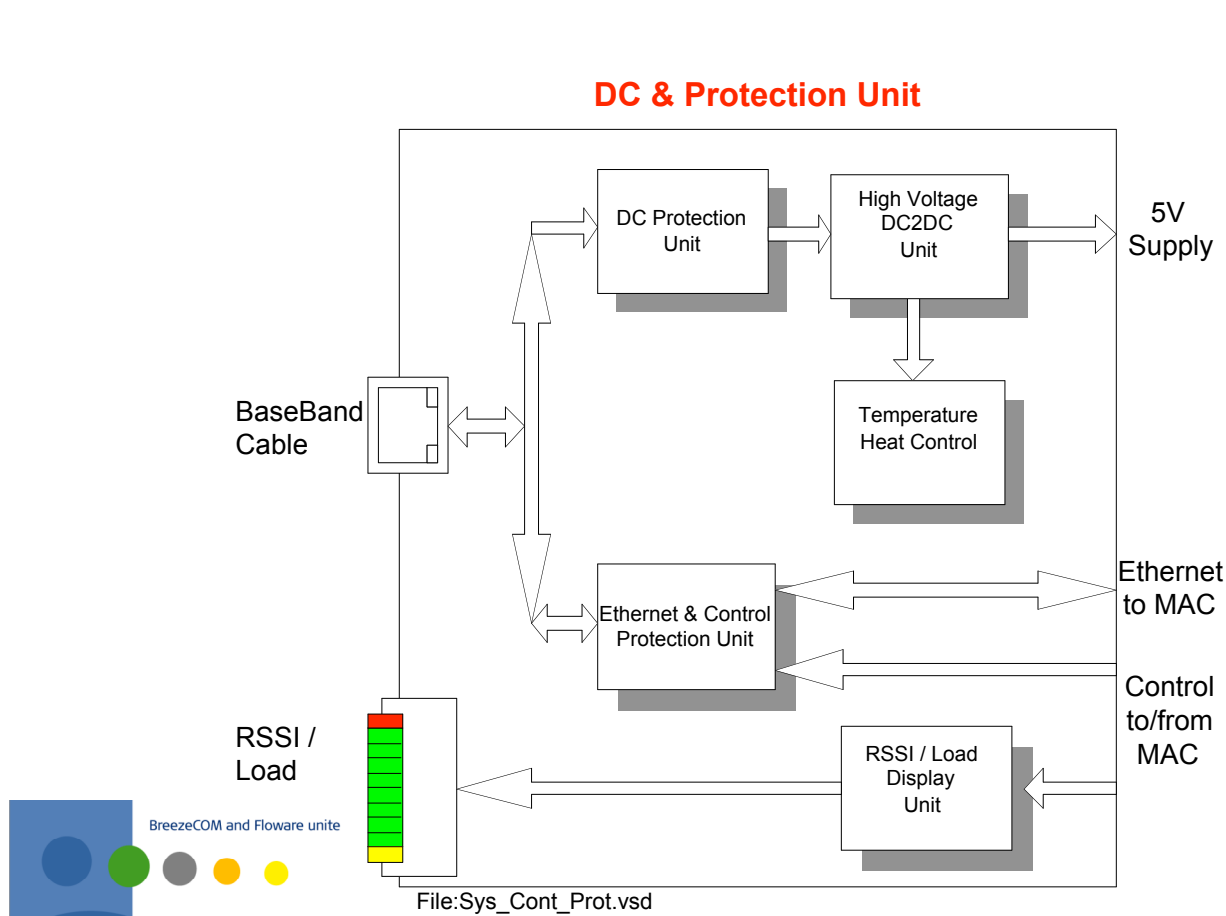 DC & Protection Unit
DC Protection
Unit
High Voltage
DC2DC
Unit
5V
Supply
BaseBand
Cable
Temperature
Heat Control
Ethernet & Control
Protection Unit
Ethernet
to MAC
Control
to/from
MAC
RSSI /
Load
RSSI / Load
Display
Unit
BreezeCOM and Floware unite
File:Sys_Cont_Prot.vsd